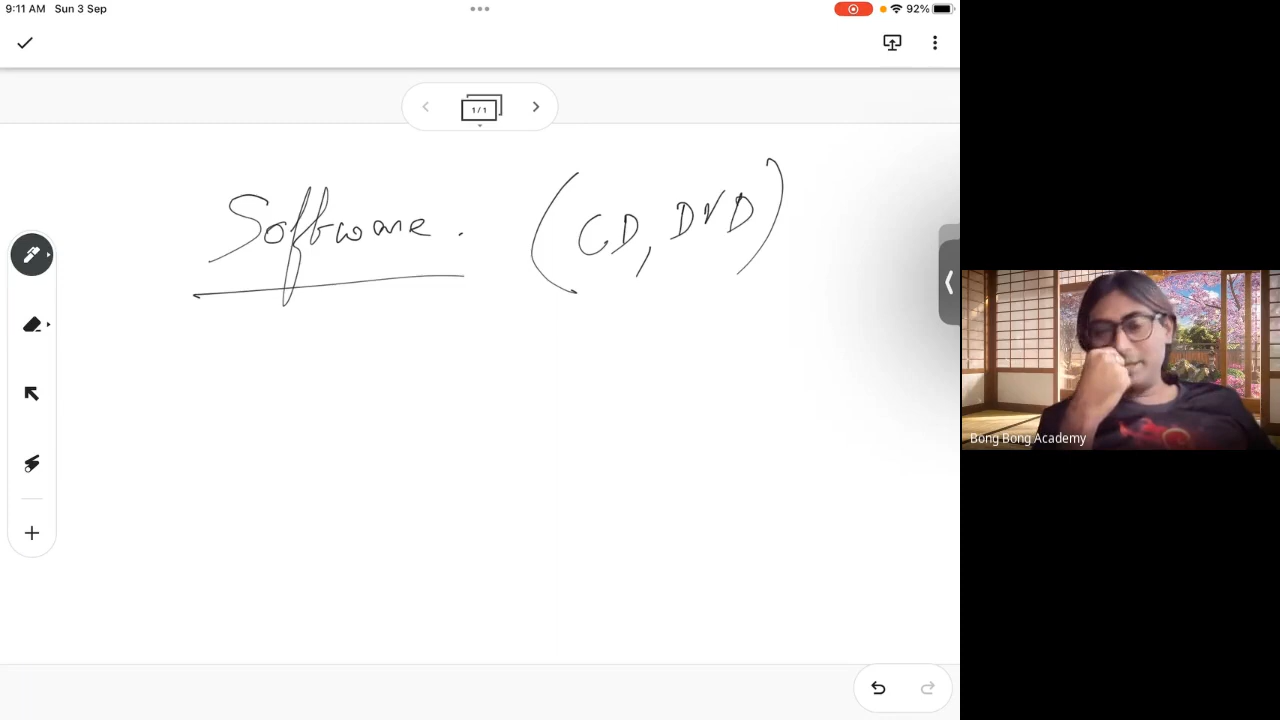 9:11 AM Sun 3 Sep
92%
1/1
Software. (CD, DVD)
Bong Bong Academy